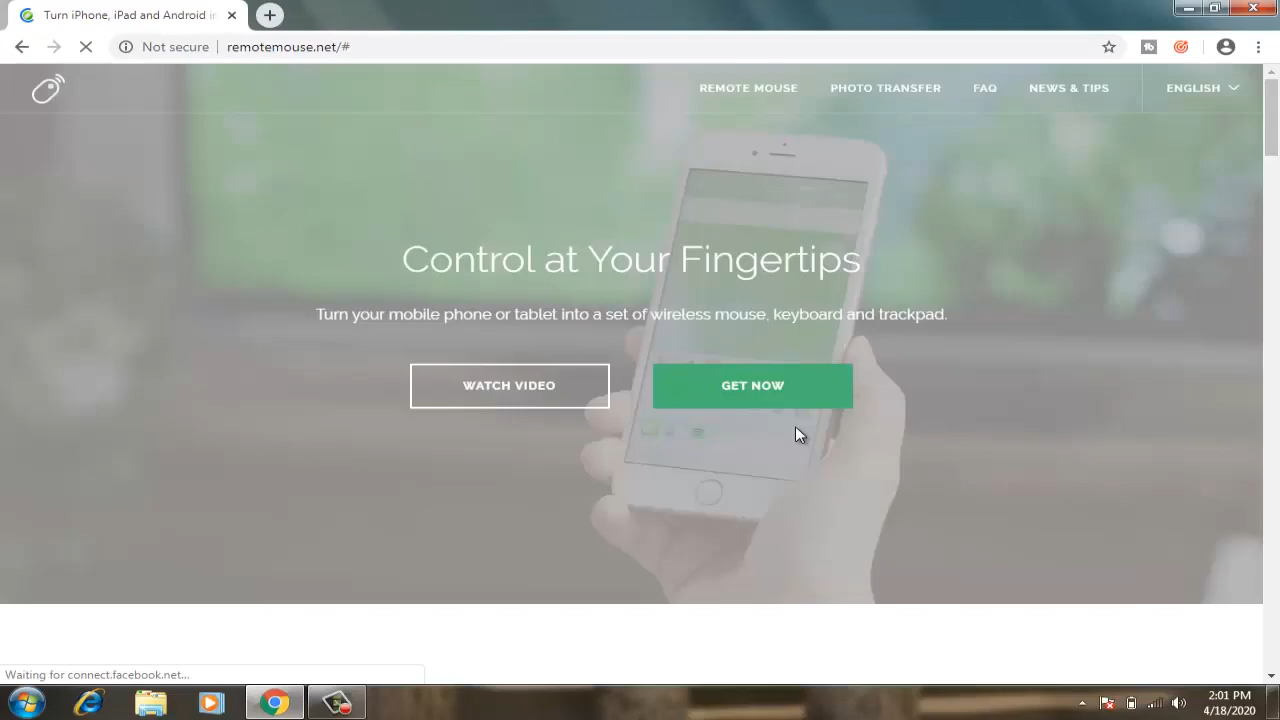 Turn iPhone, iPad and Android in
Not secure
remotemouse.net/#
REMOTE MOUSE
PHOTO TRANSFER
FAQ
NEWS & TIPS
ENGLISH
Control at Your Fingertips
Turn your mobile phone or tablet into a set of wireless mouse, keyboard and trackpad.
WATCH VIDEO
GET NOW
Waiting for connect.facebook.net...
2:01 PM
4/18/2020